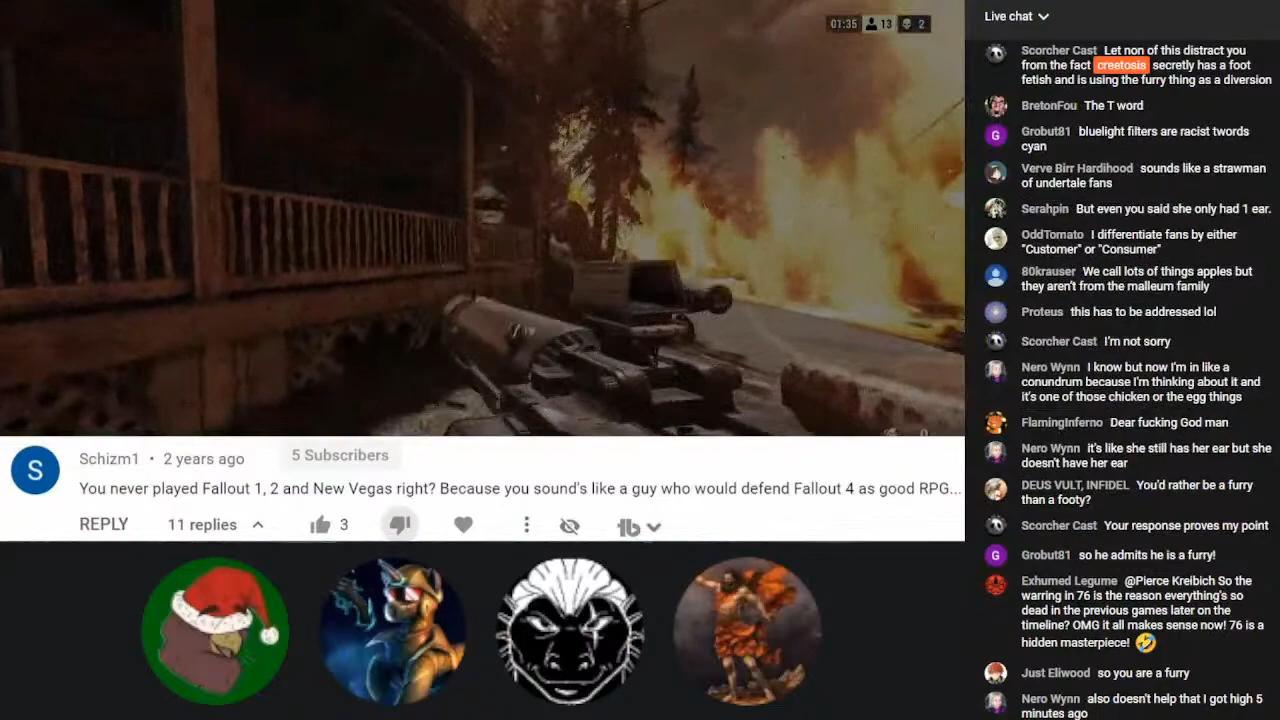 01:35 13 2
Schizm1 • 2 years ago 5 Subscribers
You never played Fallout 1, 2 and New Vegas right? Because you sound's like a guy who would defend Fallout 4 as good RPG...
REPLY 11 replies 3
S
Live chat
Scorcher Cast Let non of this distract you
from the fact creetosis secretly has a foot
fetish and is using the furry thing as a diversion
BretonFou The T word
G Grobut81 bluelight filters are racist twords
cyan
Verve Birr Hardihood sounds like a strawman
of undertale fans
Serahpin But even you said she only had 1 ear.
OddTomato I differentiate fans by either
"Customer" or "Consumer"
80krauser We call lots of things apples but
they aren't from the malleum family
Proteus this has to be addressed lol
Scorcher Cast I'm not sorry
Nero Wynn I know but now I'm in like a
conundrum because I'm thinking about it and
it's one of those chicken or the egg things
FlamingInferno Dear fucking God man
Nero Wynn it's like she still has her ear but she
doesn't have her ear
DEUS VULT, INFIDEL You'd rather be a furry
than a footy?
Scorcher Cast Your response proves my point
G Grobut81 so he admits he is a furry!
Exhumed Legume @Pierce Kreibich So the
warring in 76 is the reason everything's so
dead in the previous games later on the
timeline? OMG it all makes sense now! 76 is a
hidden masterpiece! 🤣
Just Eliwood so you are a furry
Nero Wynn also doesn't help that I got high 5
minutes ago